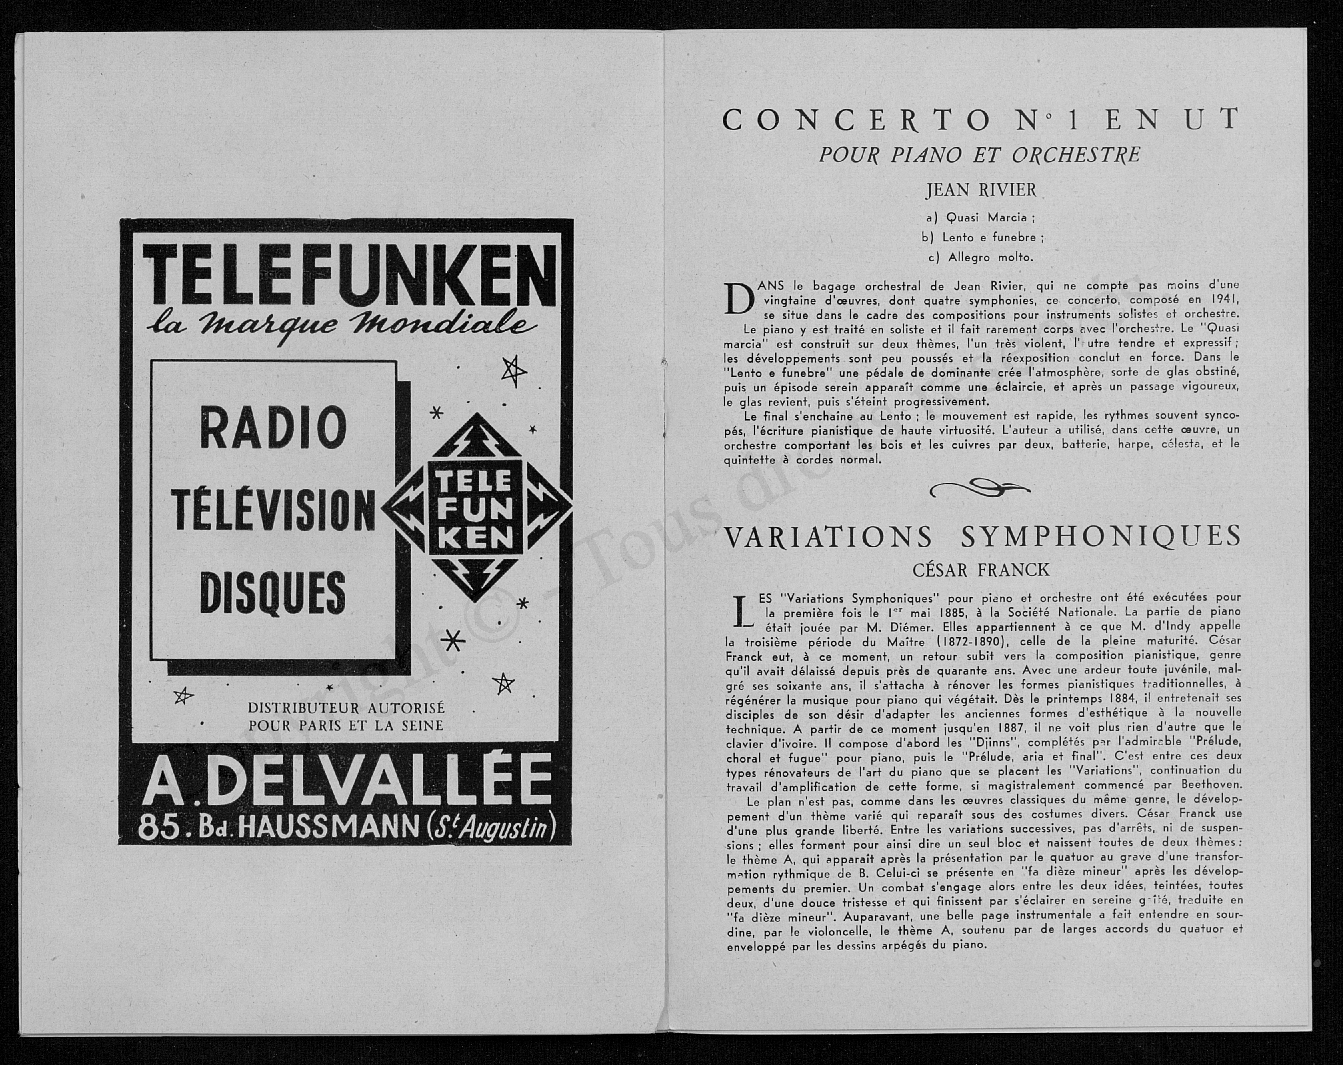 TELEFUNKEN
la marque mondiale
RADIO
TÉLÉVISION
DISQUES
TELE
FUN
KEN
DISTRIBUTEUR AUTORISÉ
POUR PARIS ET LA SEINE
A. DELVALLÉE
85. Bd. HAUSSMANN (St Augustin)
CONCERTO N° 1 EN UT
POUR PIANO ET ORCHESTRE
JEAN RIVIER
a) Quasi Marcia ;
b) Lento e funebre ;
c) Allegro molto.
DANS le bagage orchestral de Jean Rivier, qui ne compte pas moins d'une
vingtaine d'œuvres, dont quatre symphonies, ce concerto, composé en 1941,
se situe dans le cadre des compositions pour instruments solistes et orchestre.
Le piano y est traité en soliste et il fait rarement corps avec l'orchestre. Le "Quasi
marcia" est construit sur deux thèmes, l'un très violent, l' utre tendre et expressif ;
les développements sont peu poussés et la réexposition conclut en force. Dans le
"Lento e funebre" une pédale de dominante crée l'atmosphère, sorte de glas obstiné,
puis un épisode serein apparaît comme une éclaircie, et après un passage vigoureux,
le glas revient, puis s'éteint progressivement.
Le final s'enchaine au Lento ; le mouvement est rapide, les rythmes souvent synco-
pés, l'écriture pianistique de haute virtuosité. L'auteur a utilisé, dans cette œuvre, un
orchestre comportant les bois et les cuivres par deux, batterie, harpe, célesta, et le
quintette à cordes normal.
VARIATIONS SYMPHONIQUES
CÉSAR FRANCK
LES "Variations Symphoniques" pour piano et orchestre ont été exécutées pour
la première fois le 1er mai 1885, à la Société Nationale. La partie de piano
était jouée par M. Diémer. Elles appartiennent à ce que M. d'Indy appelle
la troisième période du Maître (1872-1890), celle de la pleine maturité. César
Franck eut, à ce moment, un retour subit vers la composition pianistique, genre
qu'il avait délaissé depuis près de quarante ans. Avec une ardeur toute juvénile, mal-
gré ses soixante ans, il s'attacha à rénover les formes pianistiques traditionnelles, à
régénérer la musique pour piano qui végétait. Dès le printemps 1884, il entretenait ses
disciples de son désir d'adapter les anciennes formes d'esthétique à la nouvelle
technique. A partir de ce moment jusqu'en 1887, il ne voit plus rien d'autre que le
clavier d'ivoire. Il compose d'abord les "Djinns", complétés par l'admirable "Prélude,
choral et fugue" pour piano, puis le "Prélude, aria et final". C'est entre ces deux
types rénovateurs de l'art du piano que se placent les "Variations", continuation du
travail d'amplification de cette forme, si magistralement commencé par Beethoven.
Le plan n'est pas, comme dans les œuvres classiques du même genre, le dévelop-
pement d'un thème varié qui reparaît sous des costumes divers. César Franck use
d'une plus grande liberté. Entre les variations successives, pas d'arrêts, ni de suspen-
sions ; elles forment pour ainsi dire un seul bloc et naissent toutes de deux thèmes :
le thème A, qui apparaît après la présentation par le quatuor au grave d'une transfor-
mation rythmique de B. Celui-ci se présente en "fa dièze mineur" après les dévelop-
pements du premier. Un combat s'engage alors entre les deux idées, teintées, toutes
deux, d'une douce tristesse et qui finissent par s'éclairer en sereine gaîté, traduite en
"fa dièze mineur". Auparavant, une belle page instrumentale a fait entendre en sour-
dine, par le violoncelle, le thème A, soutenu par de larges accords du quatuor et
enveloppé par les dessins arpégés du piano.
Copyright © - Tous